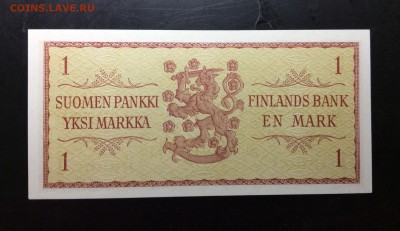 COINS.LAVE.RU
1 1
SUOMEN PANKKI FINLANDS BANK
YKSI MARKKA EN MARK
1 1